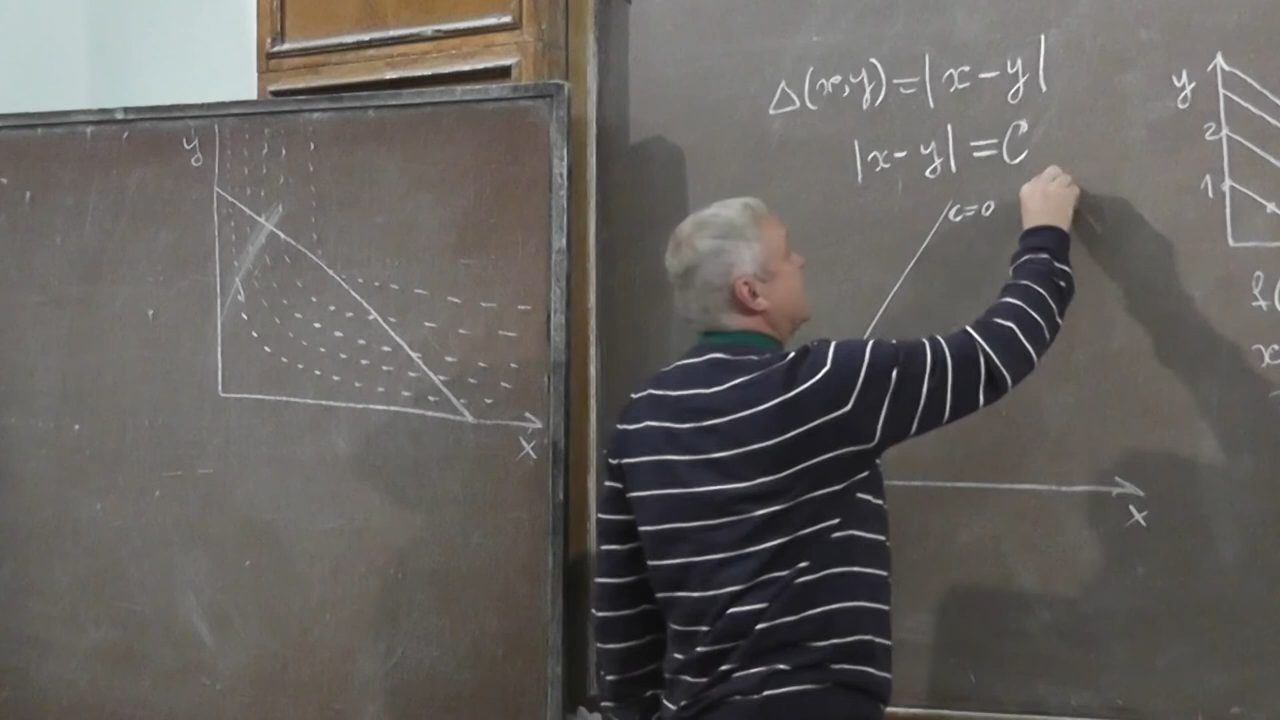 y
x
Δ(x,y)=|x-y|
|x-y|=C
c=0
x
y
2
1
f(
x